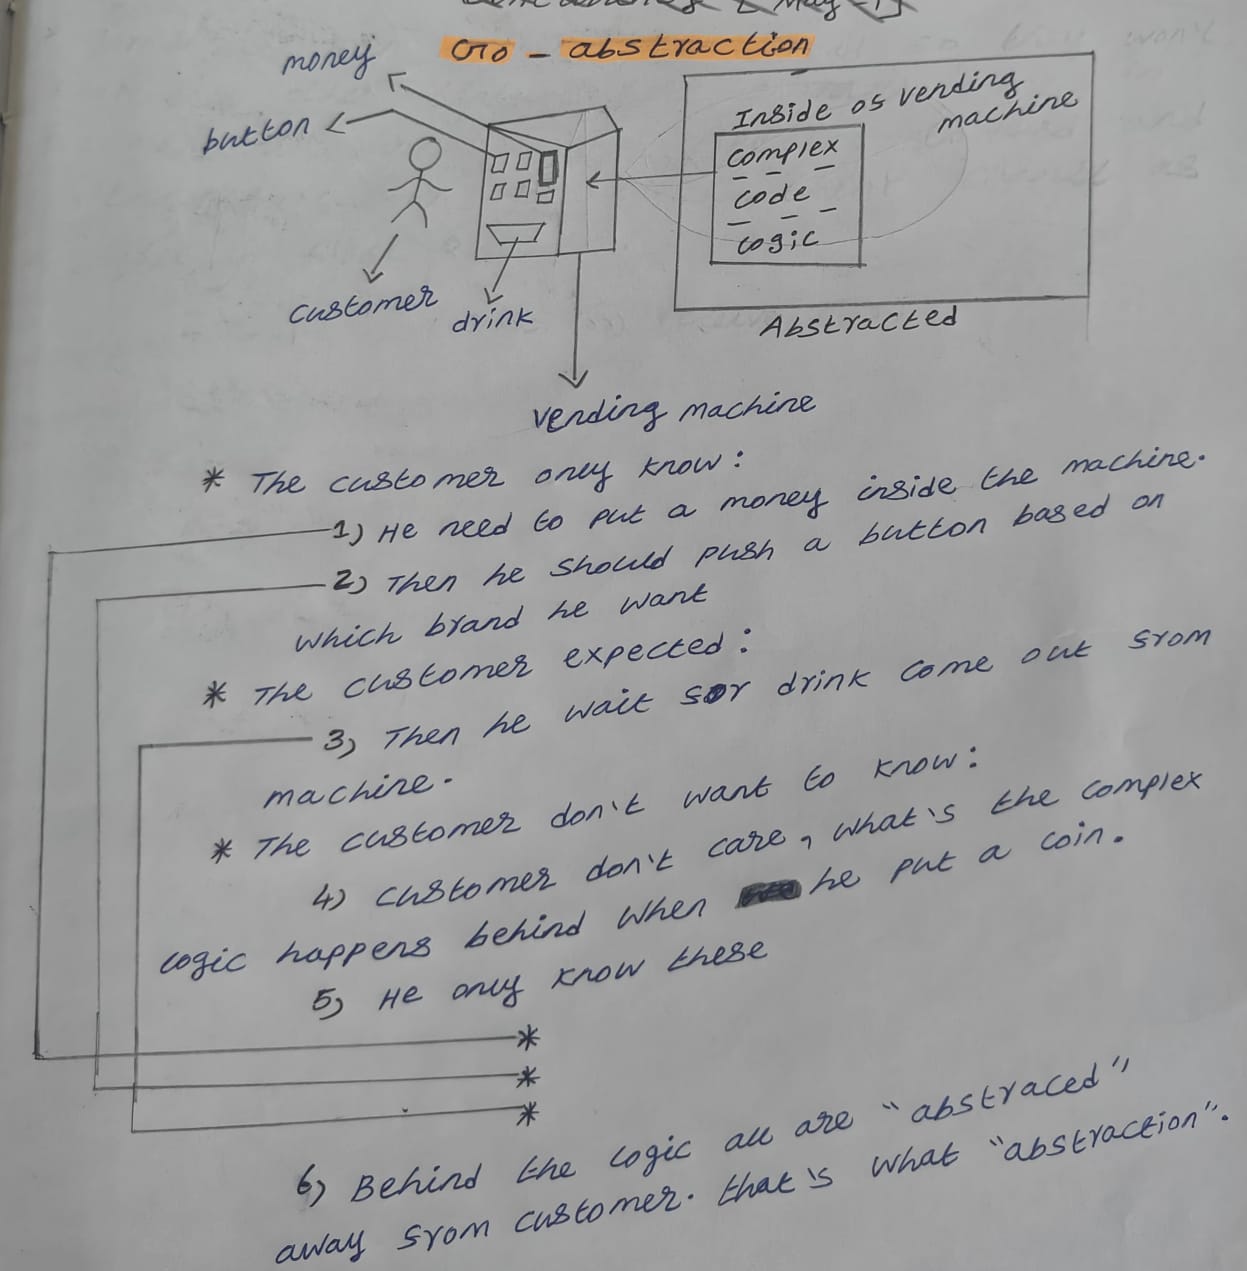 abstraction
money
button
customer
drink
Inside of vending
machine
complex
code
logic
Abstracted
vending machine
* The customer only know:
1) He need to put a money inside the machine.
2) Then he should push a button based on
which brand he want
* The customer expected:
3) Then he wait for drink come out from
machine.
* The customer don't want to know:
4) customer don't care, what's the complex
logic happens behind when he put a coin.
5) He only know these
*
*
*
6) Behind the logic all are "abstraced"
away from customer. that's what "abstraction".